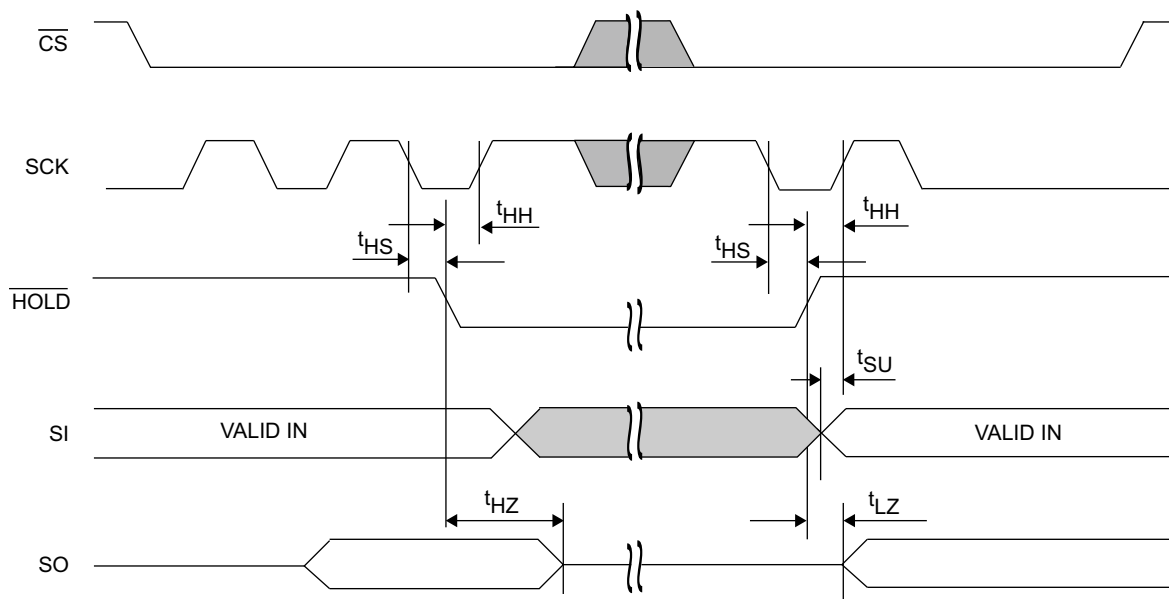 CS
SCK
tHH
tHH
tHS
tHS
HOLD
tSU
SI
VALID IN
VALID IN
tHZ
tLZ
SO